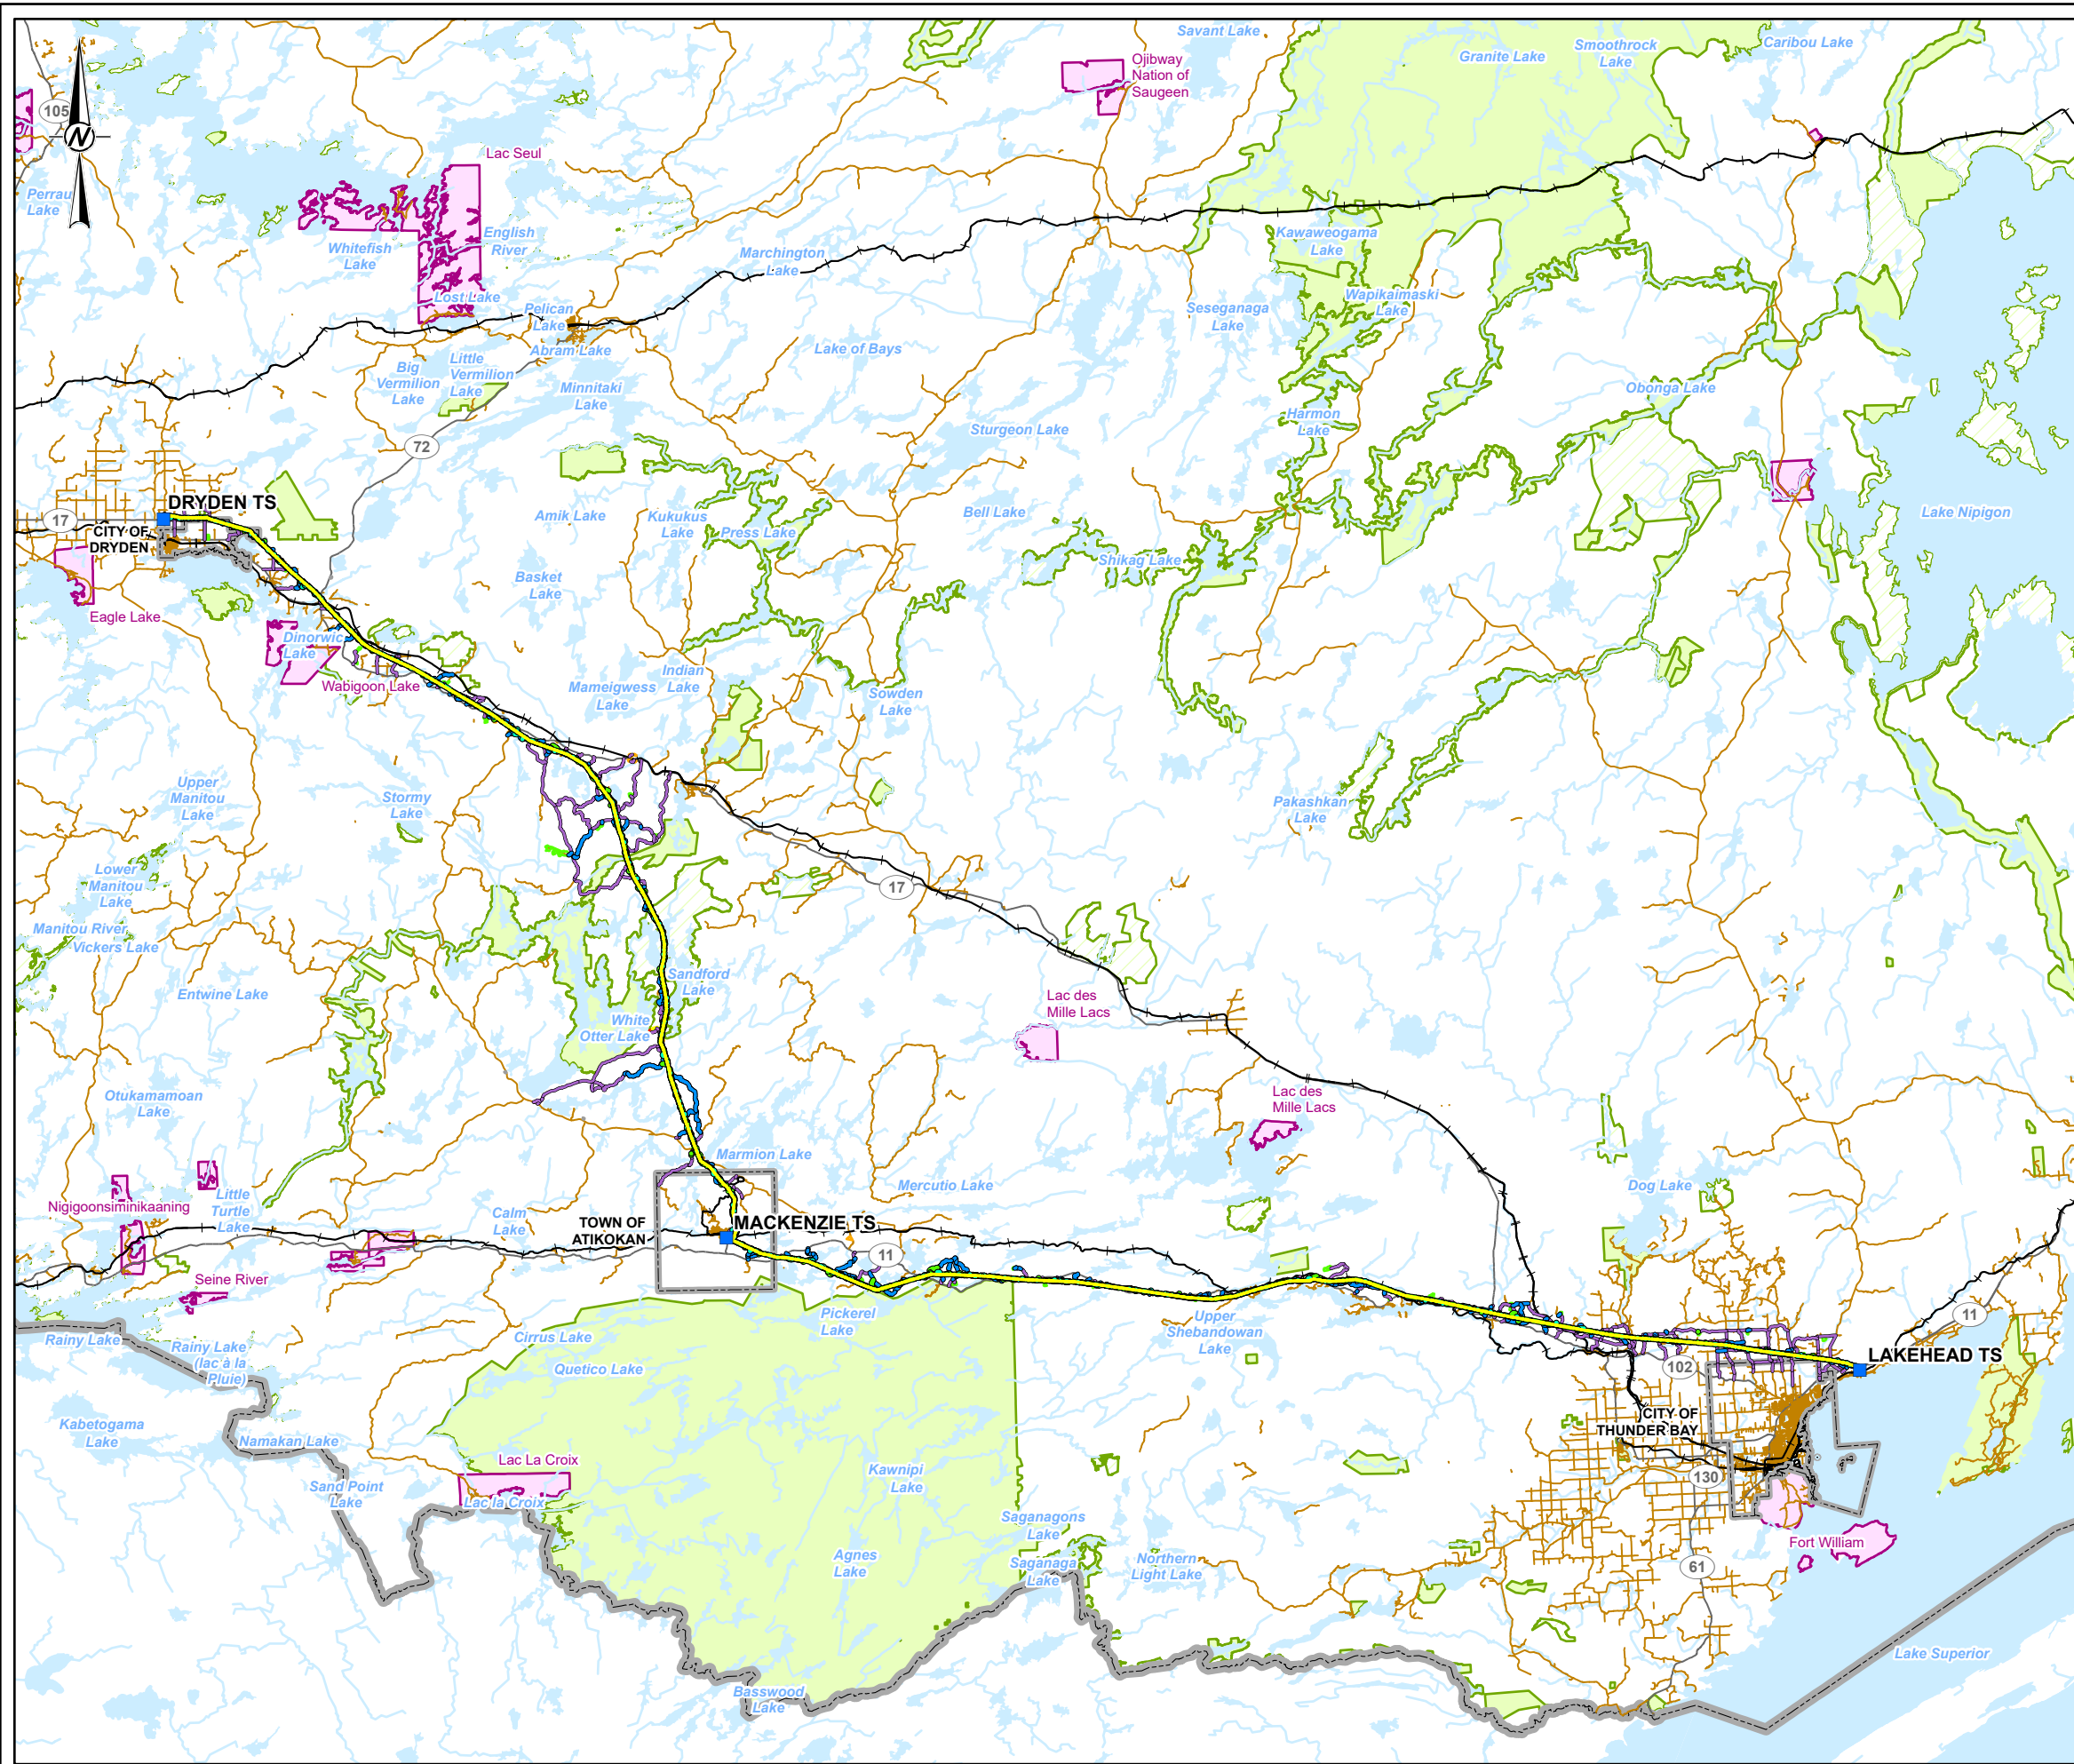 Savant Lake
Granite Lake
Smoothrock
Lake
Caribou Lake
Ojibway
Nation of
Saugeen
105
N
Lac Seul
Perrau
Lake
Whitefish
Lake
English
River
Marchington
Lake
Kawaweogama
Lake
Lost Lake
Pelican
Lake
Seseganaga
Lake
Wapikaimaski
Lake
Abram Lake
Lake of Bays
Big
Vermilion
Lake
Little
Vermilion
Lake
Minnitaki
Lake
Obonga Lake
Harmon
Lake
Sturgeon Lake
72
DRYDEN TS
17
CITY OF
DRYDEN
Amik Lake
Kukukus
Lake
Press Lake
Bell Lake
Lake Nipigon
Shikag Lake
Basket
Lake
Eagle Lake
Dinorwic
Lake
Wabigoon Lake
Mameigwess
Lake
Indian
Lake
Sowden
Lake
Upper
Manitou
Lake
Stormy
Lake
Pakashkan
Lake
Lower
Manitou
Lake
17
Manitou River
Vickers Lake
Entwine Lake
Sandford
Lake
White
Otter Lake
Lac des
Mille Lacs
Otukamamoan
Lake
Lac des
Mille Lacs
Marmion Lake
Mercutio Lake
Dog Lake
Nigigoonsiminikaaning
Little
Turtle
Lake
Calm
Lake
TOWN OF
ATIKOKAN
MACKENZIE TS
11
Seine River
Rainy Lake
Rainy Lake
(lac à la
Pluie)
Cirrus Lake
Quetico Lake
Pickerel
Lake
Upper
Shebandowan
Lake
11
102
LAKEHEAD TS
CITY OF
THUNDER BAY
Kabetogama
Lake
Namakan Lake
Sand Point
Lake
Lac La Croix
Lac la Croix
Kawnipi
Lake
130
Saganagons
Lake
Agnes
Lake
Saganaga
Lake
Northern
Light Lake
Fort William
61
Lake Superior
Basswood
Lake